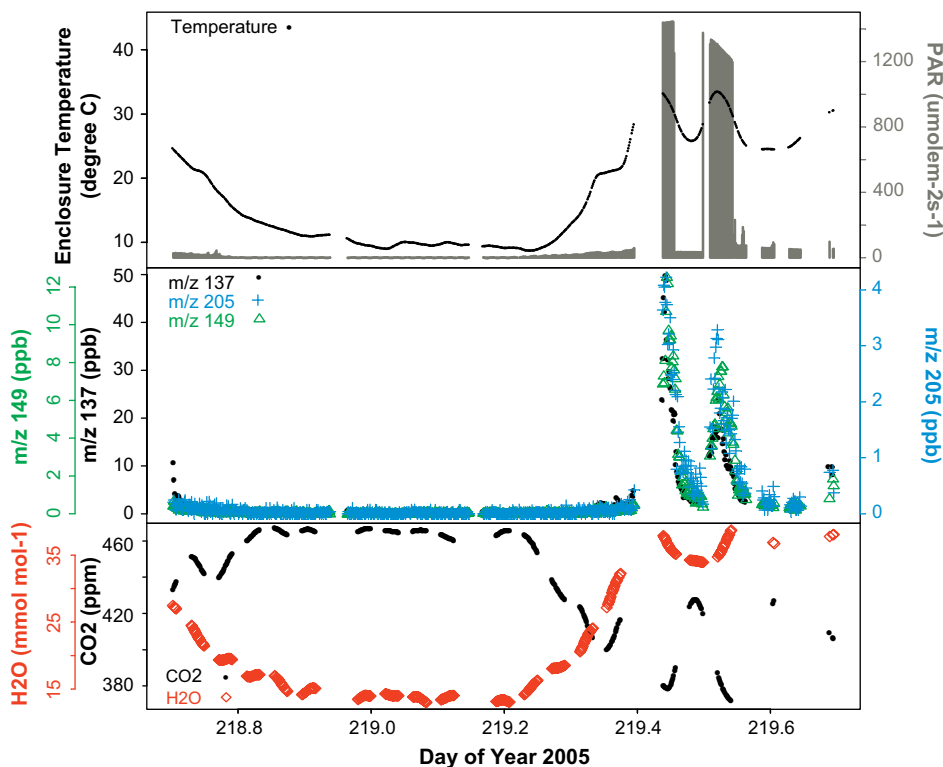 Temperature
Enclosure Temperature
(degree C)
40
30
20
10
1200
800
400
0
PAR (umolem-2s-1)
m/z 137
m/z 205
m/z 149
m/z 149 (ppb)
12
10
8
6
4
2
0
m/z 137 (ppb)
50
40
30
20
10
0
4
3
2
1
0
m/z 205 (ppb)
H2O (mmol mol-1)
35
25
15
CO2 (ppm)
460
420
380
CO2
H2O
218.8
219.0
219.2
219.4
219.6
Day of Year 2005